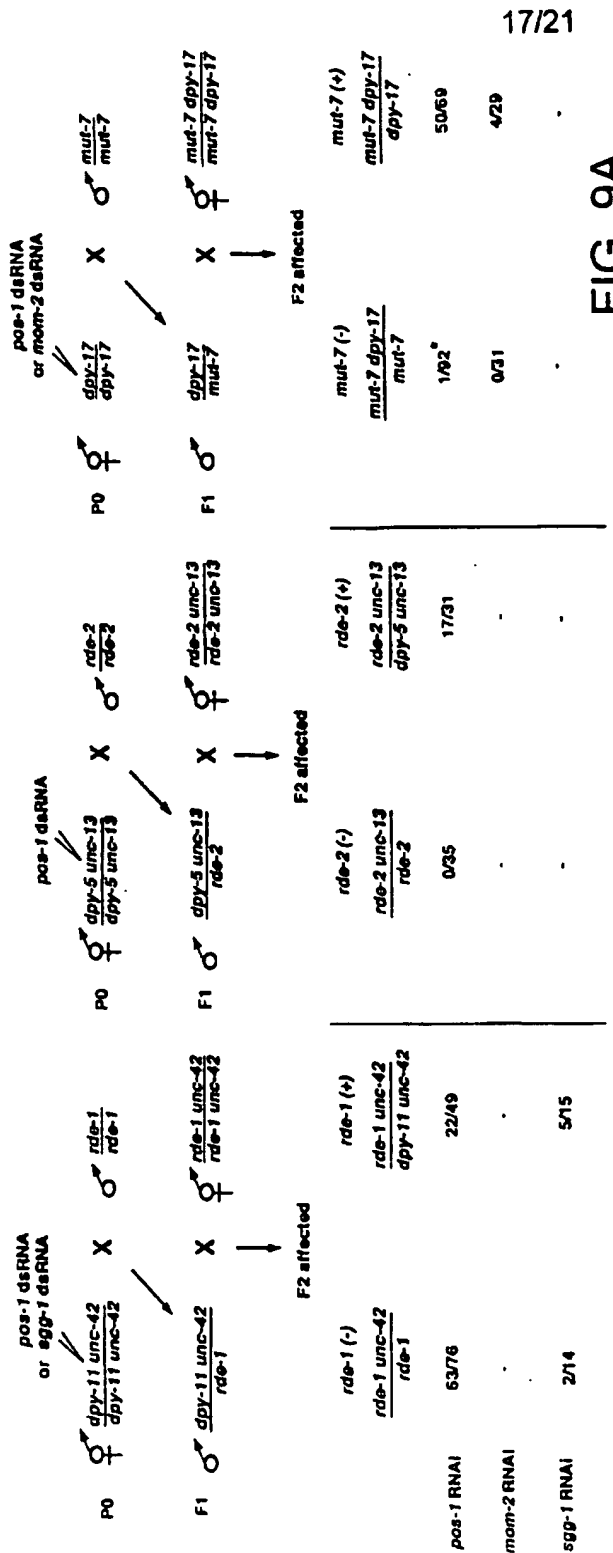 17/21
FIG. 9A
pos-1 dsRNA
or sgg-1 dsRNA
P0 dpy-11 unc-42 X rde-1
dpy-11 unc-42 rde-1
F1 dpy-11 unc-42 X rde-1 unc-42
rde-1 rde-1 unc-42
F2 affected
rde-1 (-) rde-1 (+)
rde-1 unc-42 rde-1 unc-42
rde-1 dpy-11 unc-42
pos-1 RNAi 63/76 22/49
mom-2 RNAi - -
sgg-1 RNAi 2/14 5/15
pos-1 dsRNA
P0 dpy-5 unc-13 X rde-2
dpy-5 unc-13 rde-2
F1 dpy-5 unc-13 X rde-2 unc-13
rde-2 rde-2 unc-13
F2 affected
rde-2 (-) rde-2 (+)
rde-2 unc-13 rde-2 unc-13
rde-2 dpy-5 unc-13
0/35 17/31
- -
- -
pos-1 dsRNA
or mom-2 dsRNA
P0 dpy-17 X mut-7
dpy-17 mut-7
F1 dpy-17 X mut-7 dpy-17
mut-7 mut-7 dpy-17
F2 affected
mut-7 (-) mut-7 (+)
mut-7 dpy-17 mut-7 dpy-17
mut-7 dpy-17
1/92* 50/69
0/31 4/29
- -